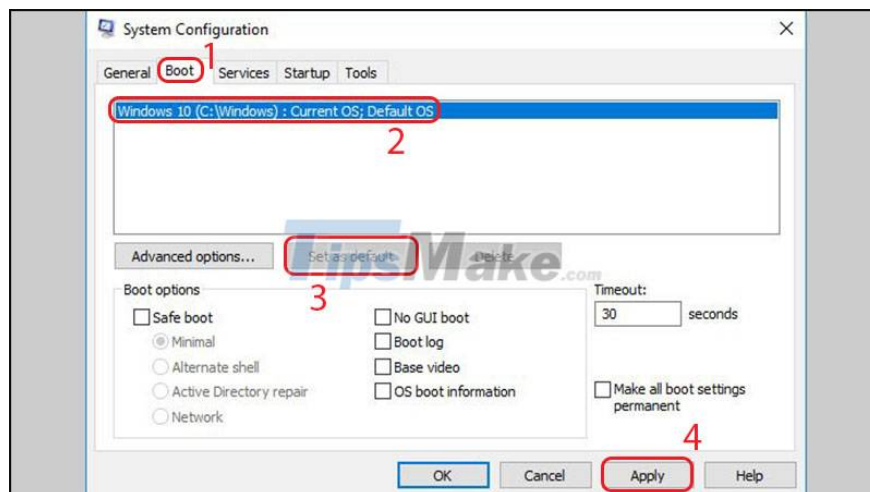 System Configuration
1
General Boot Services Startup Tools
Windows 10 (C:\Windows) : Current OS; Default OS
2
Advanced options... Set as default Delete
TipsMake.com
3
Boot options
Timeout:
Safe boot No GUI boot 30 seconds
Minimal Boot log
Alternate shell Base video
Active Directory repair OS boot information Make all boot settings
permanent
Network
4
OK Cancel Apply Help